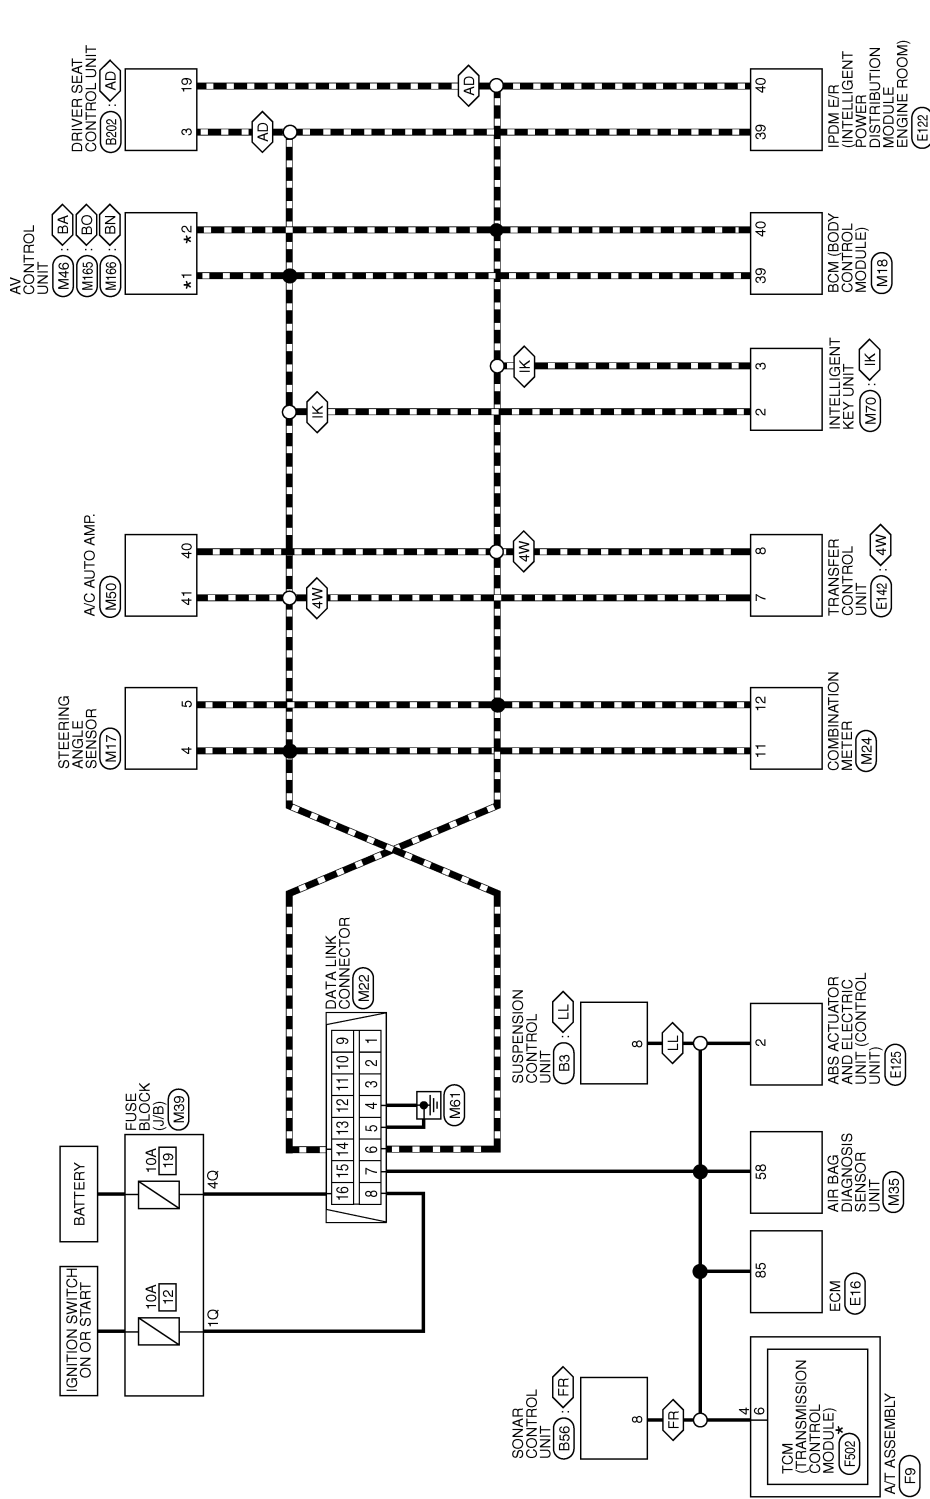 BATTERY
IGNITION SWITCH
ON OR START
10A
19
4Q
10A
12
1Q
FUSE
BLOCK
(J/B)
M39
DATA LINK
CONNECTOR
M22
16 15 14 13 12 11 10 9
8 7 6 5 4 3 2 1
M61
STEERING
ANGLE
SENSOR
M17
4 5
A/C AUTO AMP.
M50
41 40
AV
CONTROL
UNIT
M46 : BA
M165 : BO
M166 : BN
*1 *2
DRIVER SEAT
CONTROL UNIT
B202 : AD
3 19
AD
AD
4W
4W
IK
IK
11 12
COMBINATION
METER
M24
7 8
TRANSFER
CONTROL
UNIT
E142 : 4W
2 3
INTELLIGENT
KEY UNIT
M70 : IK
39 40
BCM (BODY
CONTROL
MODULE)
M18
39 40
IPDM E/R
(INTELLIGENT
POWER
DISTRIBUTION
MODULE
ENGINE ROOM)
E122
SONAR
CONTROL
UNIT
B56 : FR
8
FR
SUSPENSION
CONTROL
UNIT
B3 : LL
8
LL
4
6
TCM
(TRANSMISSION
CONTROL
MODULE)
*
F502
A/T ASSEMBLY
F9
85
ECM
E16
58
AIR BAG
DIAGNOSIS
SENSOR
UNIT
M35
2
ABS ACTUATOR
AND ELECTRIC
UNIT (CONTROL
UNIT)
E125